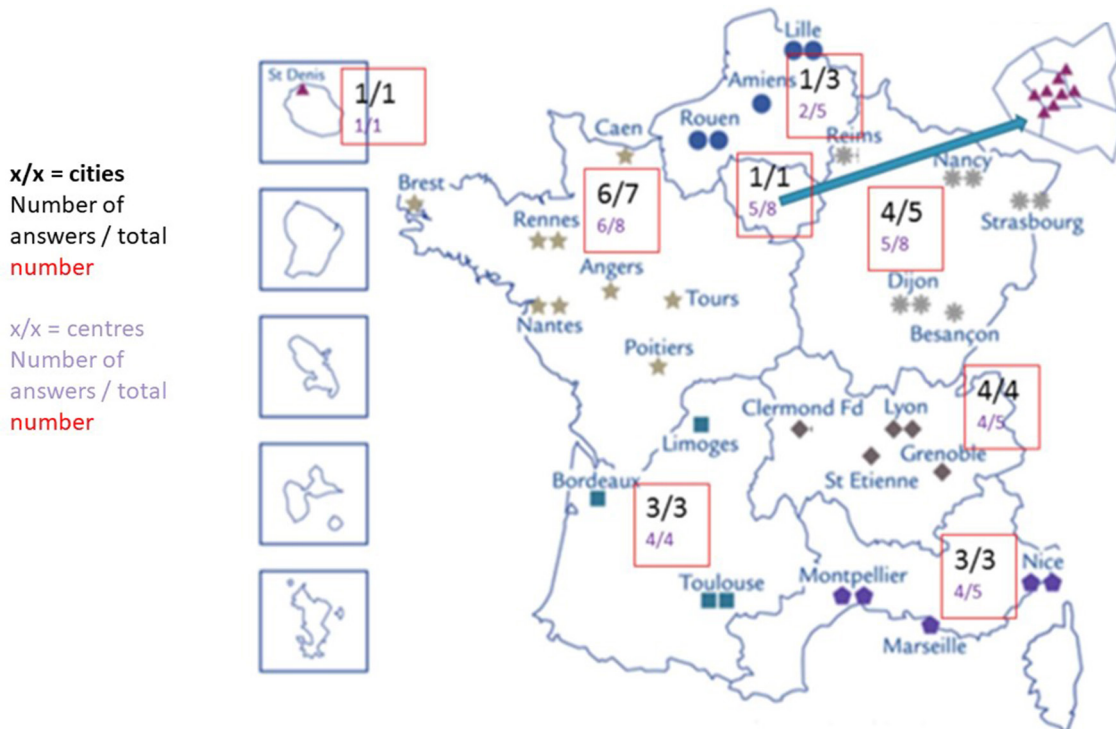 x/x = cities
Number of
answers / total
number
x/x = centres
Number of
answers / total
number
St Denis
1/1
1/1
Lille
Amiens
1/3
2/5
Rouen
Reims
Caen
Nancy
Brest
6/7
6/8
1/1
5/8
4/5
5/8
Strasbourg
Rennes
Angers
Dijon
Tours
Nantes
Besançon
Poitiers
4/4
4/5
Clermond Fd
Lyon
Limoges
Grenoble
St Etienne
Bordeaux
3/3
4/4
3/3
4/5
Nice
Toulouse
Montpellier
Marseille